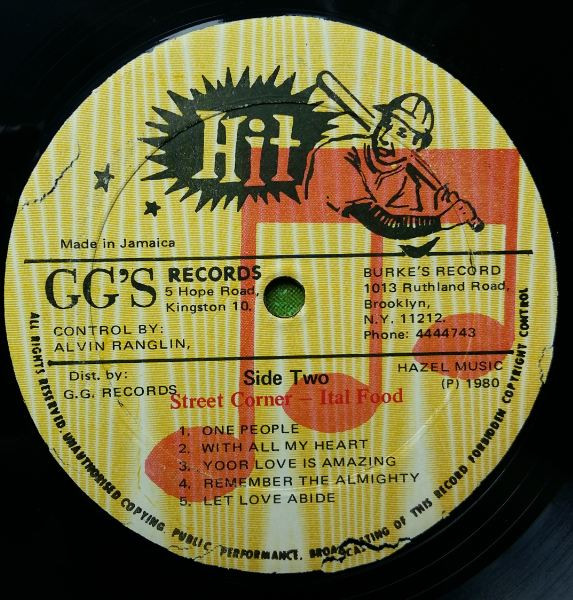 Hit
Made in Jamaica
GG'S RECORDS
5 Hope Road,
Kingston 10.
CONTROL BY:
ALVIN RANGLIN,
BURKE'S RECORD
1013 Ruthland Road,
Brooklyn,
N.Y. 11212.
Phone: 4444743
Dist. by:
G.G. RECORDS
Side Two
HAZEL MUSIC
(P) 1980
Street Corner – Ital Food
1. ONE PEOPLE
2. WITH ALL MY HEART
3. YOOR LOVE IS AMAZING
4. REMEMBER THE ALMIGHTY
5. LET LOVE ABIDE
ALL RIGHTS RESERVED. UNAUTHORISED COPYING. PUBLIC PERFORMANCE. BROADCASTING OF THIS RECORD FORBIDDEN COPYRIGHT CONTROL